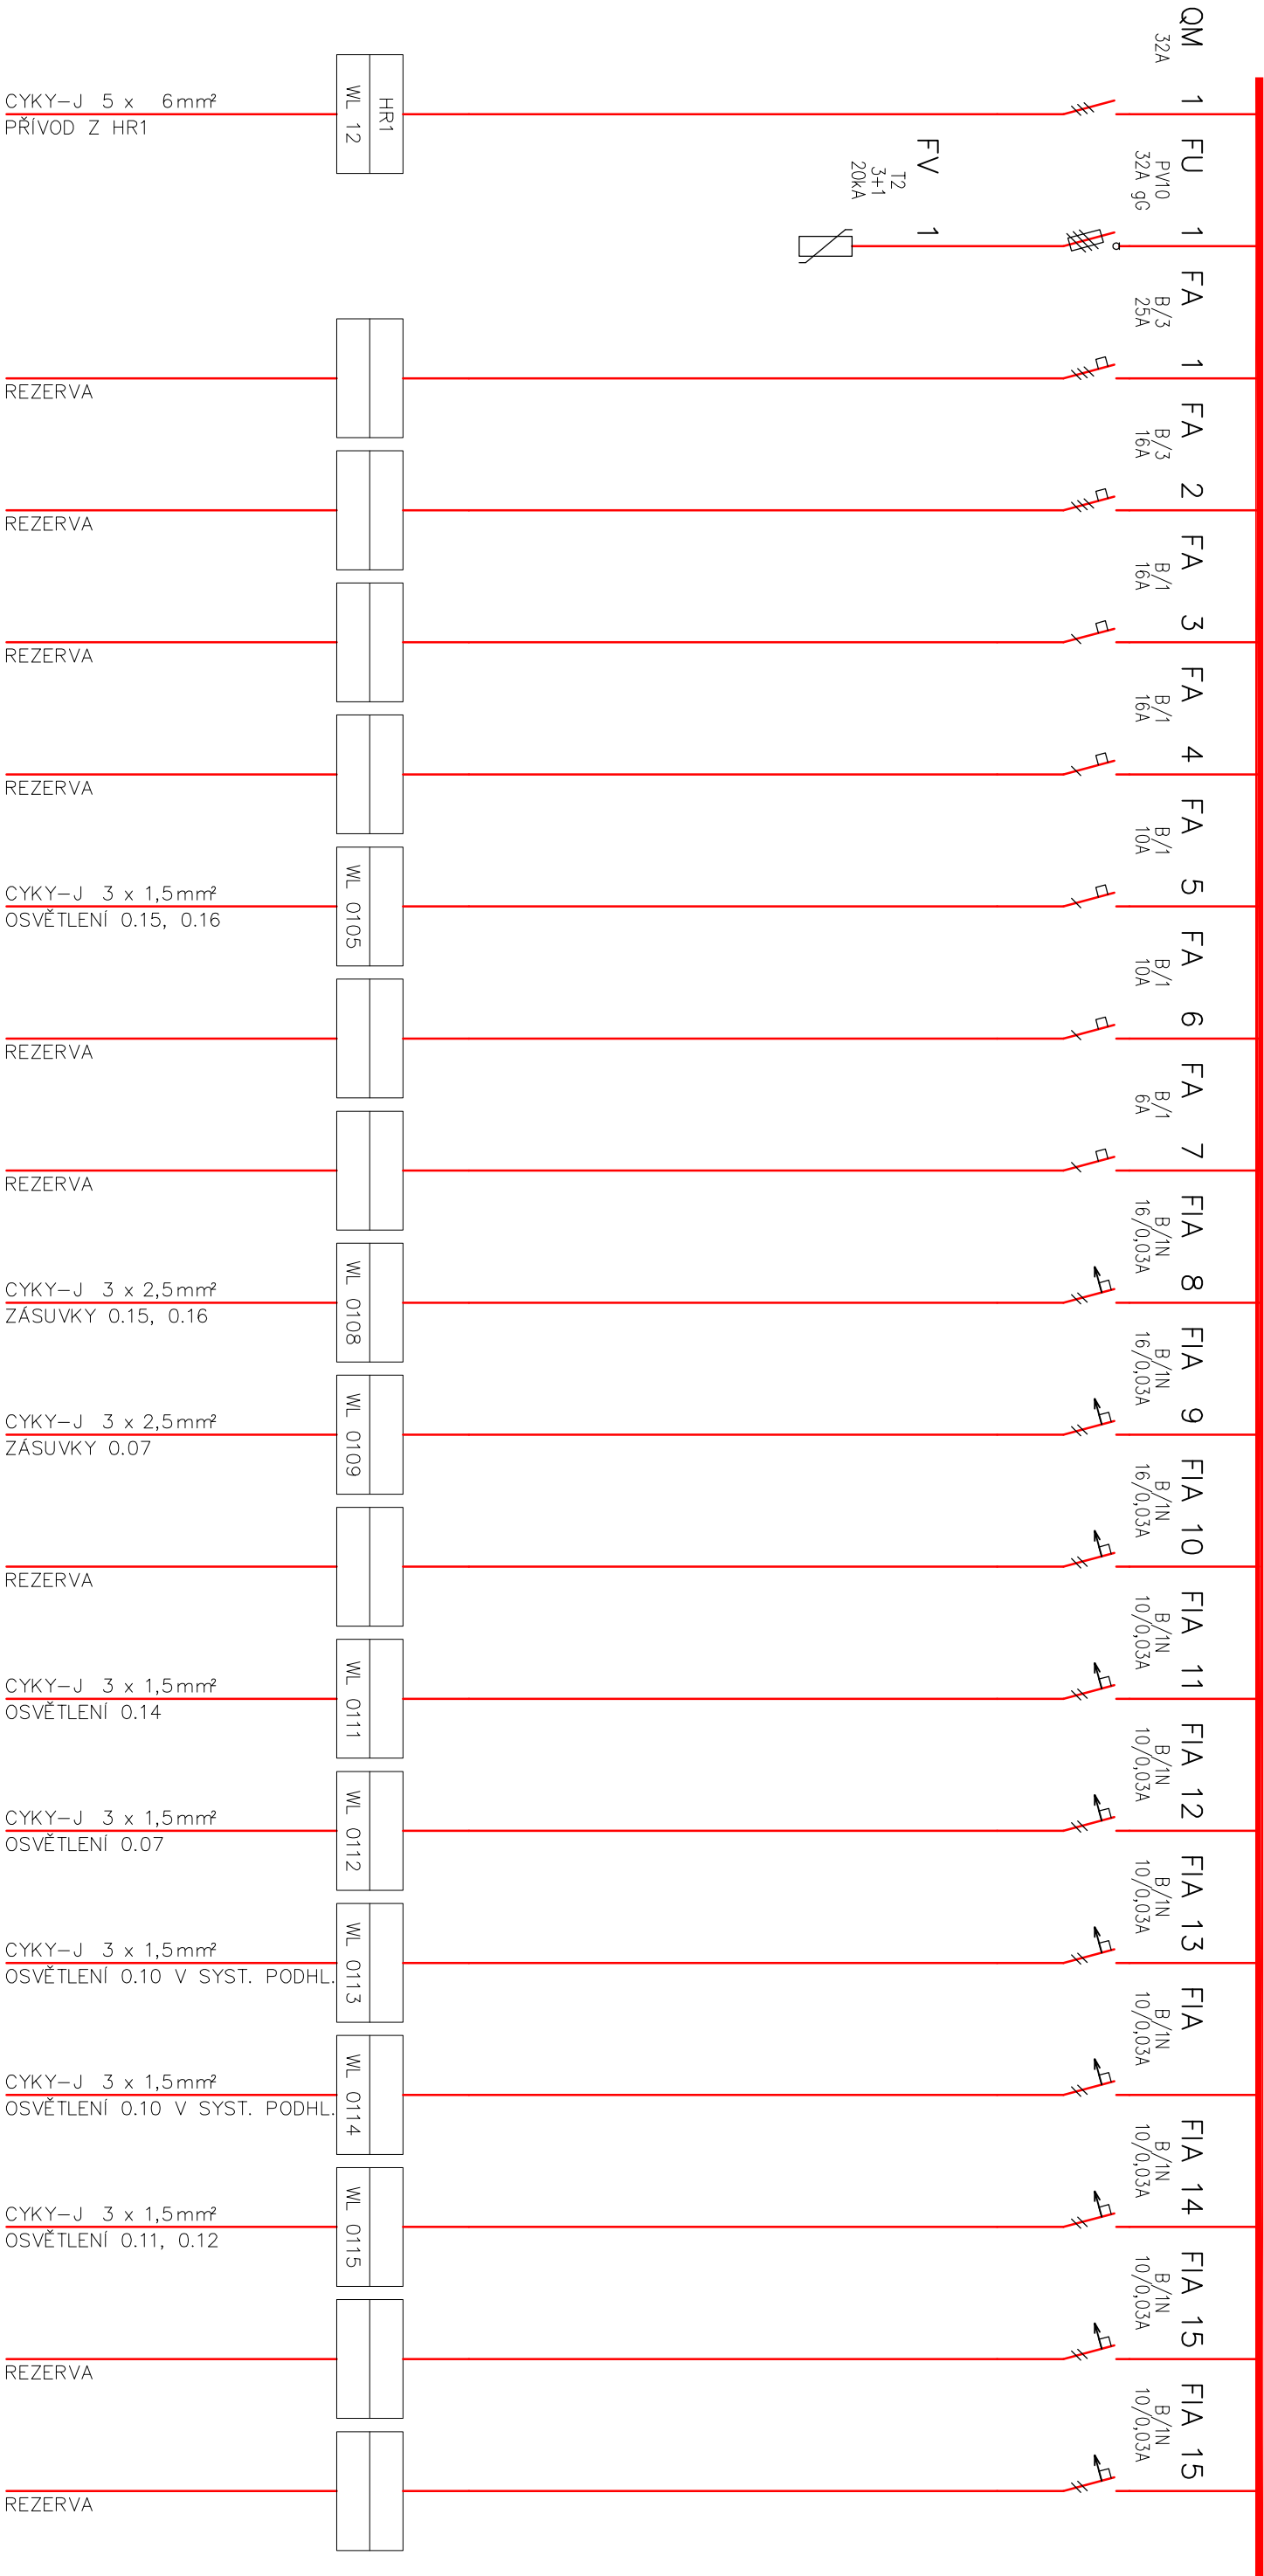 QM 1
32A
HR1
WL 12
CYKY-J 5 x 6mm²
PŘÍVOD Z HR1
FU 1
PV10
32A gG
FV 1
T2
3+1
20kA
FA 1
B/3
25A
REZERVA
FA 2
B/3
16A
REZERVA
FA 3
B/1
16A
REZERVA
FA 4
B/1
16A
REZERVA
FA 5
B/1
10A
WL 0105
CYKY-J 3 x 1,5mm²
OSVĚTLENÍ 0.15, 0.16
FA 6
B/1
10A
REZERVA
FA 7
B/1
6A
REZERVA
FIA 8
B/1N
16/0,03A
WL 0108
CYKY-J 3 x 2,5mm²
ZÁSUVKY 0.15, 0.16
FIA 9
B/1N
16/0,03A
WL 0109
CYKY-J 3 x 2,5mm²
ZÁSUVKY 0.07
FIA 10
B/1N
16/0,03A
REZERVA
FIA 11
B/1N
10/0,03A
WL 0111
CYKY-J 3 x 1,5mm²
OSVĚTLENÍ 0.14
FIA 12
B/1N
10/0,03A
WL 0112
CYKY-J 3 x 1,5mm²
OSVĚTLENÍ 0.07
FIA 13
B/1N
10/0,03A
WL 0113
CYKY-J 3 x 1,5mm²
OSVĚTLENÍ 0.10 V SYST. PODHL.
FIA
B/1N
10/0,03A
WL 0114
CYKY-J 3 x 1,5mm²
OSVĚTLENÍ 0.10 V SYST. PODHL.
FIA 14
B/1N
10/0,03A
WL 0115
CYKY-J 3 x 1,5mm²
OSVĚTLENÍ 0.11, 0.12
FIA 15
B/1N
10/0,03A
REZERVA
FIA 15
B/1N
10/0,03A
REZERVA